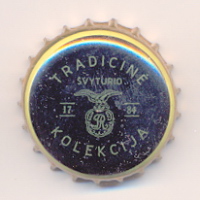 TRADICINĖ
ŠVYTURIO
17 84
KOLEKCIJA